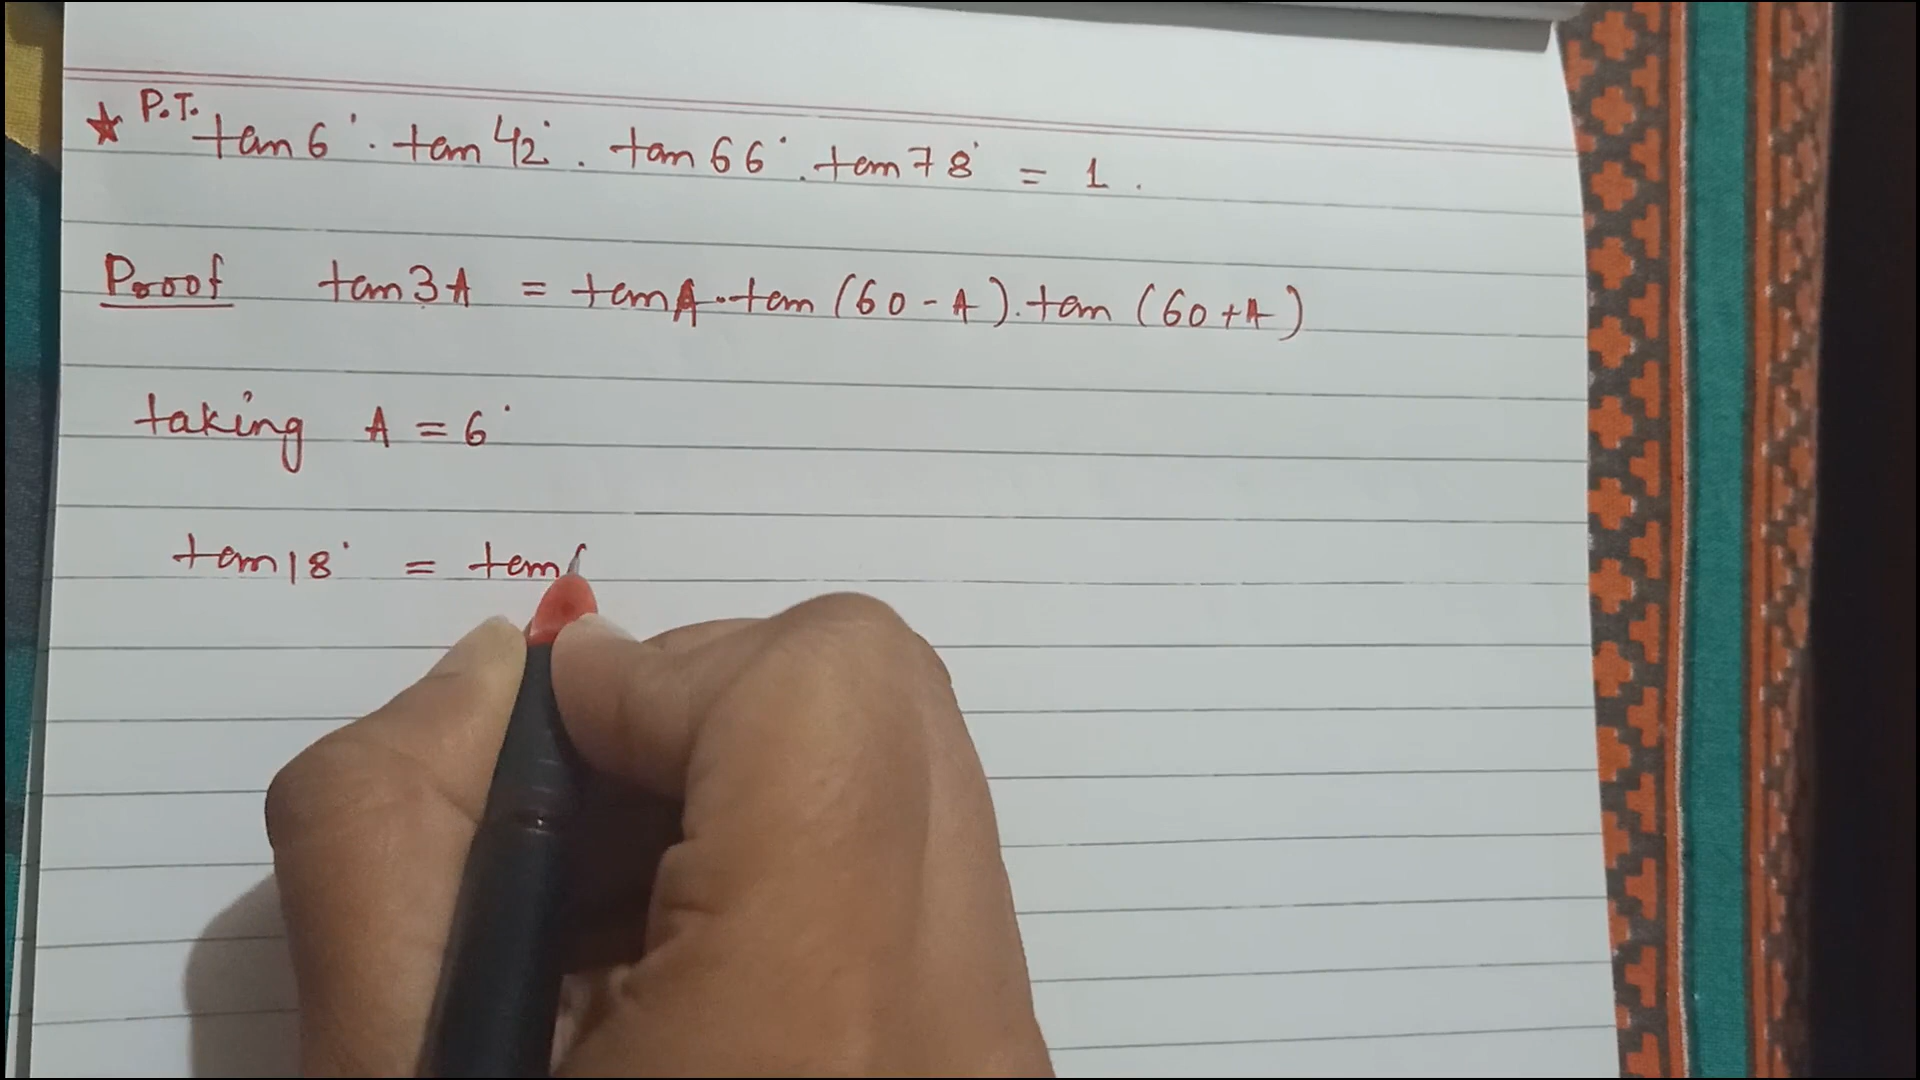 ★ P.T. tan 6° . tan 42° . tan 66° . tan 78° = 1 .
Proof tan 3A = tan A . tan (60 - A) . tan (60 + A)
taking A = 6°
tan 18° = tan